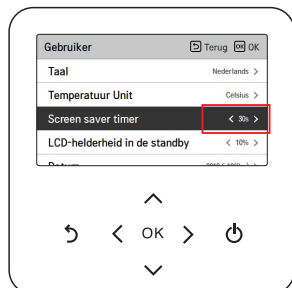 Gebruiker Terug OK OK
Taal Nederlands >
Temperatuur Unit Celsius >
Screen saver timer < 30s >
LCD-helderheid in de standby < 10% >
Datum
< OK >